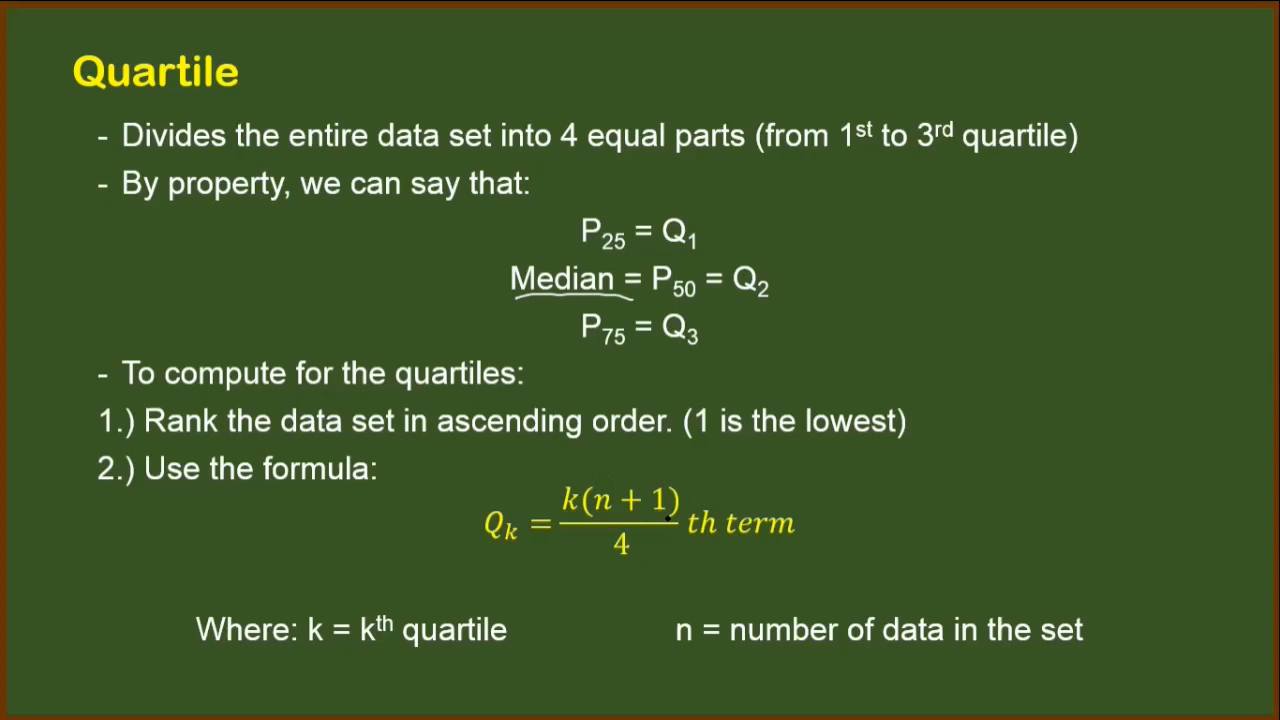 Quartile
- Divides the entire data set into 4 equal parts (from 1st to 3rd quartile)
- By property, we can say that:
P25 = Q1
Median = P50 = Q2
P75 = Q3
- To compute for the quartiles:
1.) Rank the data set in ascending order. (1 is the lowest)
2.) Use the formula:
Qk = k(n + 1) / 4 th term
Where: k = kth quartile n = number of data in the set